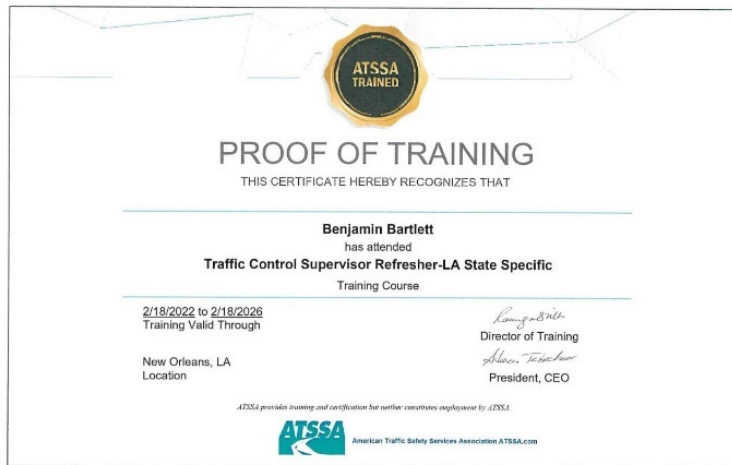 ATSSA
TRAINED
PROOF OF TRAINING
THIS CERTIFICATE HEREBY RECOGNIZES THAT
Benjamin Bartlett
has attended
Traffic Control Supervisor Refresher-LA State Specific
Training Course
2/18/2022 to 2/18/2026
Training Valid Through
Director of Training
New Orleans, LA
Location
President, CEO
ATSSA provides training and certification but neither constitutes employment by ATSSA.
ATSSA
American Traffic Safety Services Association ATSSA.com